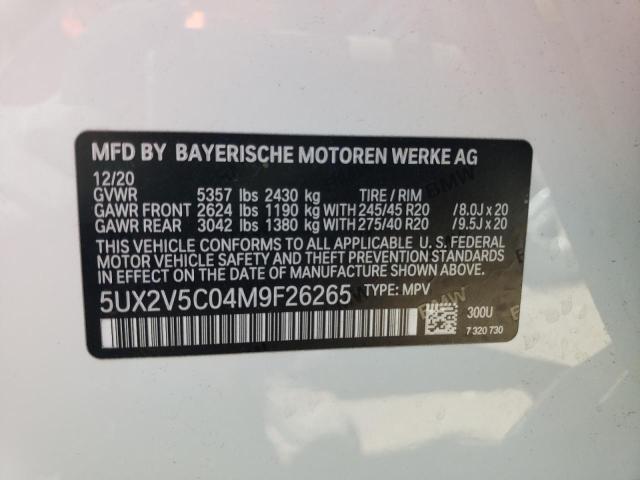 MFD BY BAYERISCHE MOTOREN WERKE AG
12/20
GVWR 5357 lbs 2430 kg TIRE / RIM
GAWR FRONT 2624 lbs 1190 kg WITH 245/45 R20 /8.0J x 20
GAWR REAR 3042 lbs 1380 kg WITH 275/40 R20 /9.5J x 20
THIS VEHICLE CONFORMS TO ALL APPLICABLE U. S. FEDERAL
MOTOR VEHICLE SAFETY AND THEFT PREVENTION STANDARDS
IN EFFECT ON THE DATE OF MANUFACTURE SHOWN ABOVE.
5UX2V5C04M9F26265 TYPE: MPV
300U
7 320 730